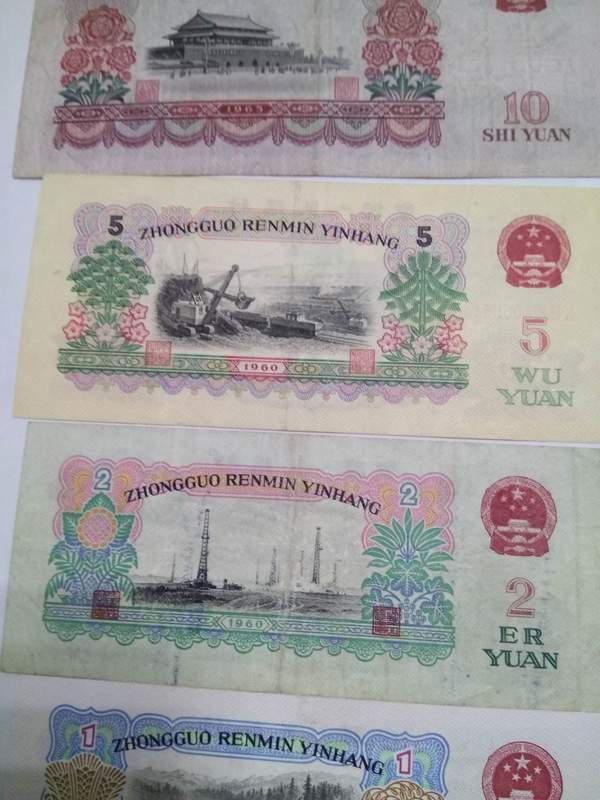 1965
10
SHI YUAN
5
ZHONGGUO RENMIN YINHANG
5
1960
5
WU
YUAN
2
ZHONGGUO RENMIN YINHANG
2
1960
2
ER
YUAN
1
ZHONGGUO RENMIN YINHANG
1